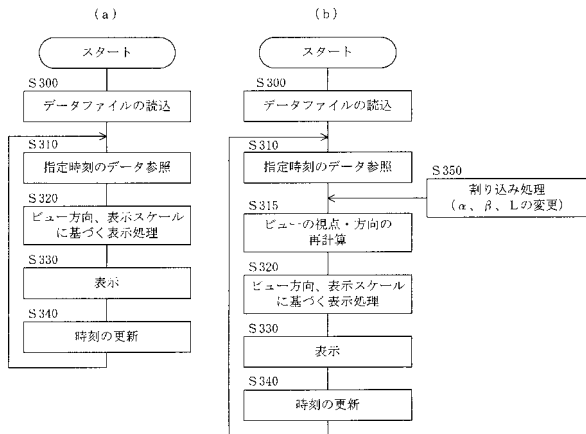 (a)
スタート
S300
データファイルの読込
S310
指定時刻のデータ参照
S320
ビュー方向、表示スケール
に基づく表示処理
S330
表示
S340
時刻の更新
(b)
スタート
S300
データファイルの読込
S310
指定時刻のデータ参照
S350
割り込み処理
(α、β、Lの変更)
S315
ビューの視点・方向の
再計算
S320
ビュー方向、表示スケール
に基づく表示処理
S330
表示
S340
時刻の更新